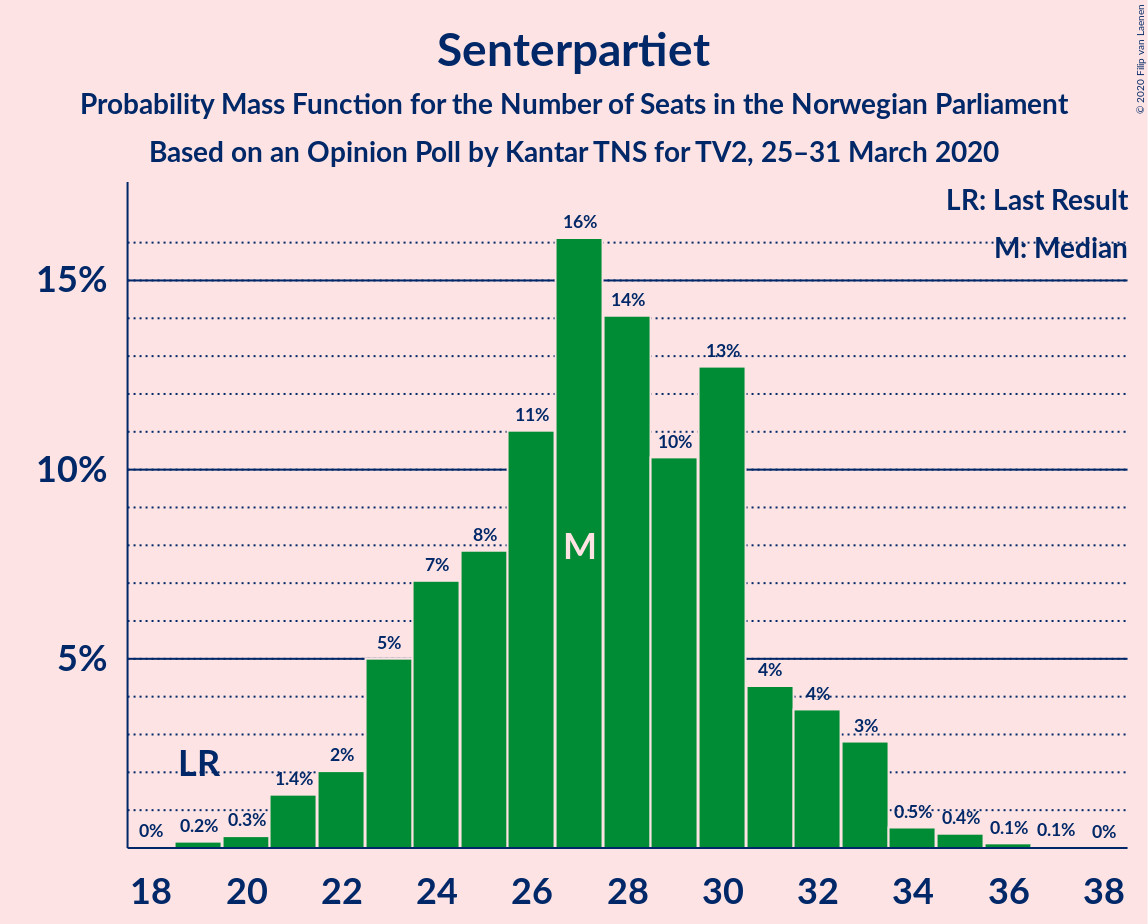 Senterpartiet
Probability Mass Function for the Number of Seats in the Norwegian Parliament
Based on an Opinion Poll by Kantar TNS for TV2, 25–31 March 2020
© 2020 Filip van Laenen
LR: Last Result
M: Median
15%
10%
5%
LR
M
0%
0.2%
0.3%
1.4%
2%
5%
7%
8%
11%
16%
14%
10%
13%
4%
4%
3%
0.5%
0.4%
0.1%
0.1%
0%
18 20 22 24 26 28 30 32 34 36 38